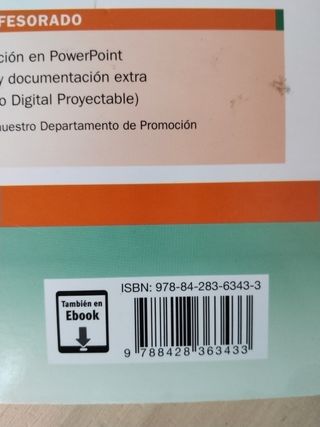 FESORADO
ción en PowerPoint
y documentación extra
o Digital Proyectable)
nuestro Departamento de Promoción
ISBN: 978-84-283-6343-3
También en
Ebook
9 788428 363433